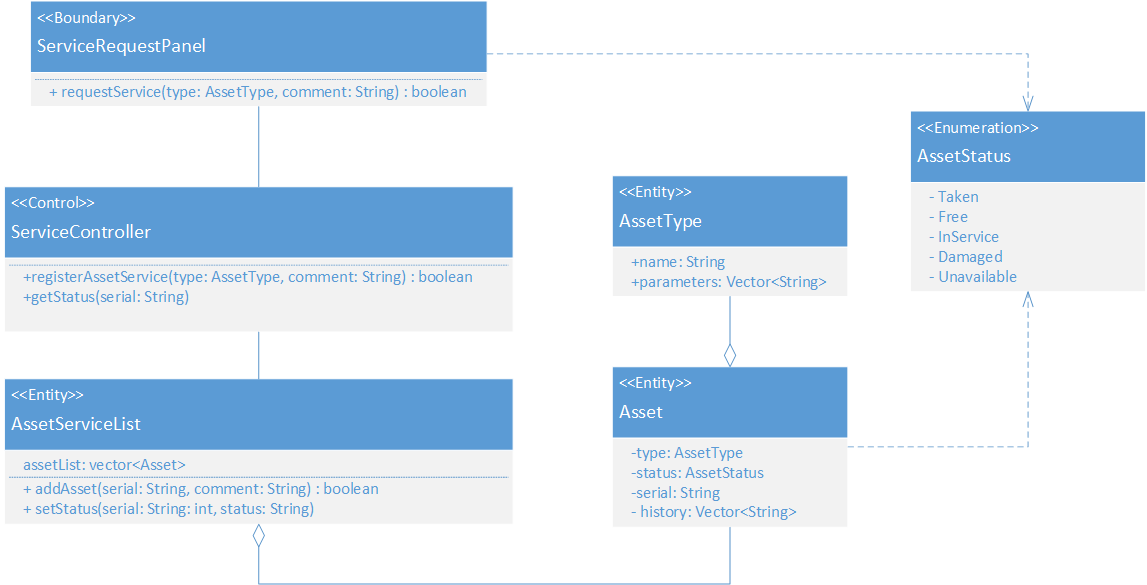 <<Boundary>>
ServiceRequestPanel
+ requestService(type: AssetType, comment: String) : boolean
<<Control>>
ServiceController
+registerAssetService(type: AssetType, comment: String) : boolean
+getStatus(serial: String)
<<Entity>>
AssetServiceList
assetList: vector<Asset>
+ addAsset(serial: String, comment: String) : boolean
+ setStatus(serial: String: int, status: String)
<<Entity>>
AssetType
+name: String
+parameters: Vector<String>
<<Entity>>
Asset
-type: AssetType
-status: AssetStatus
-serial: String
- history: Vector<String>
<<Enumeration>>
AssetStatus
- Taken
- Free
- InService
- Damaged
- Unavailable